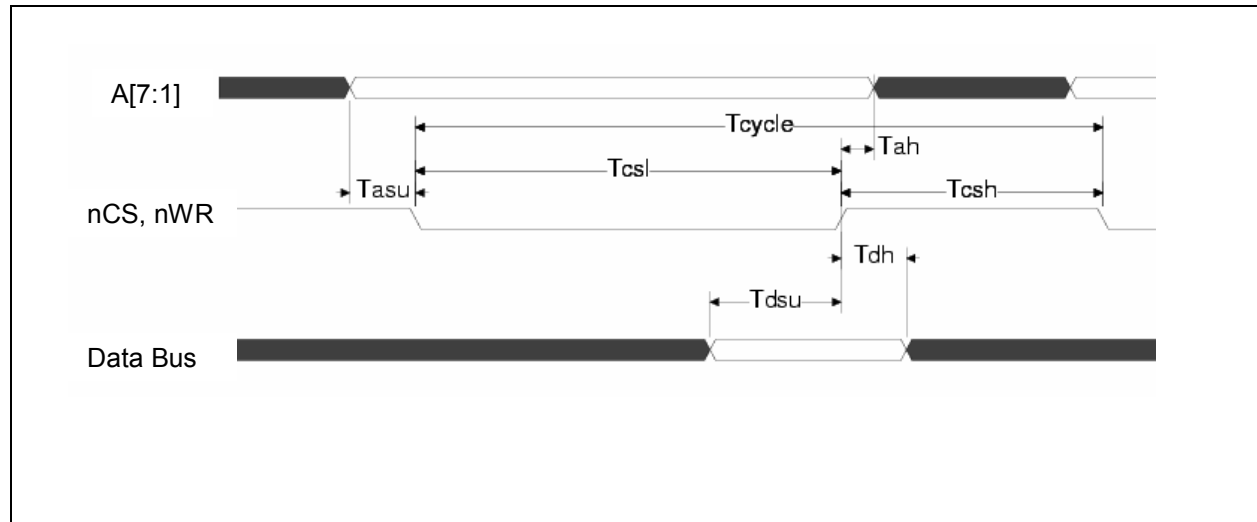 A[7:1]
Tcycle
Tah
Tcsl
Tasu
Tcsh
nCS, nWR
Tdh
Tdsu
Data Bus